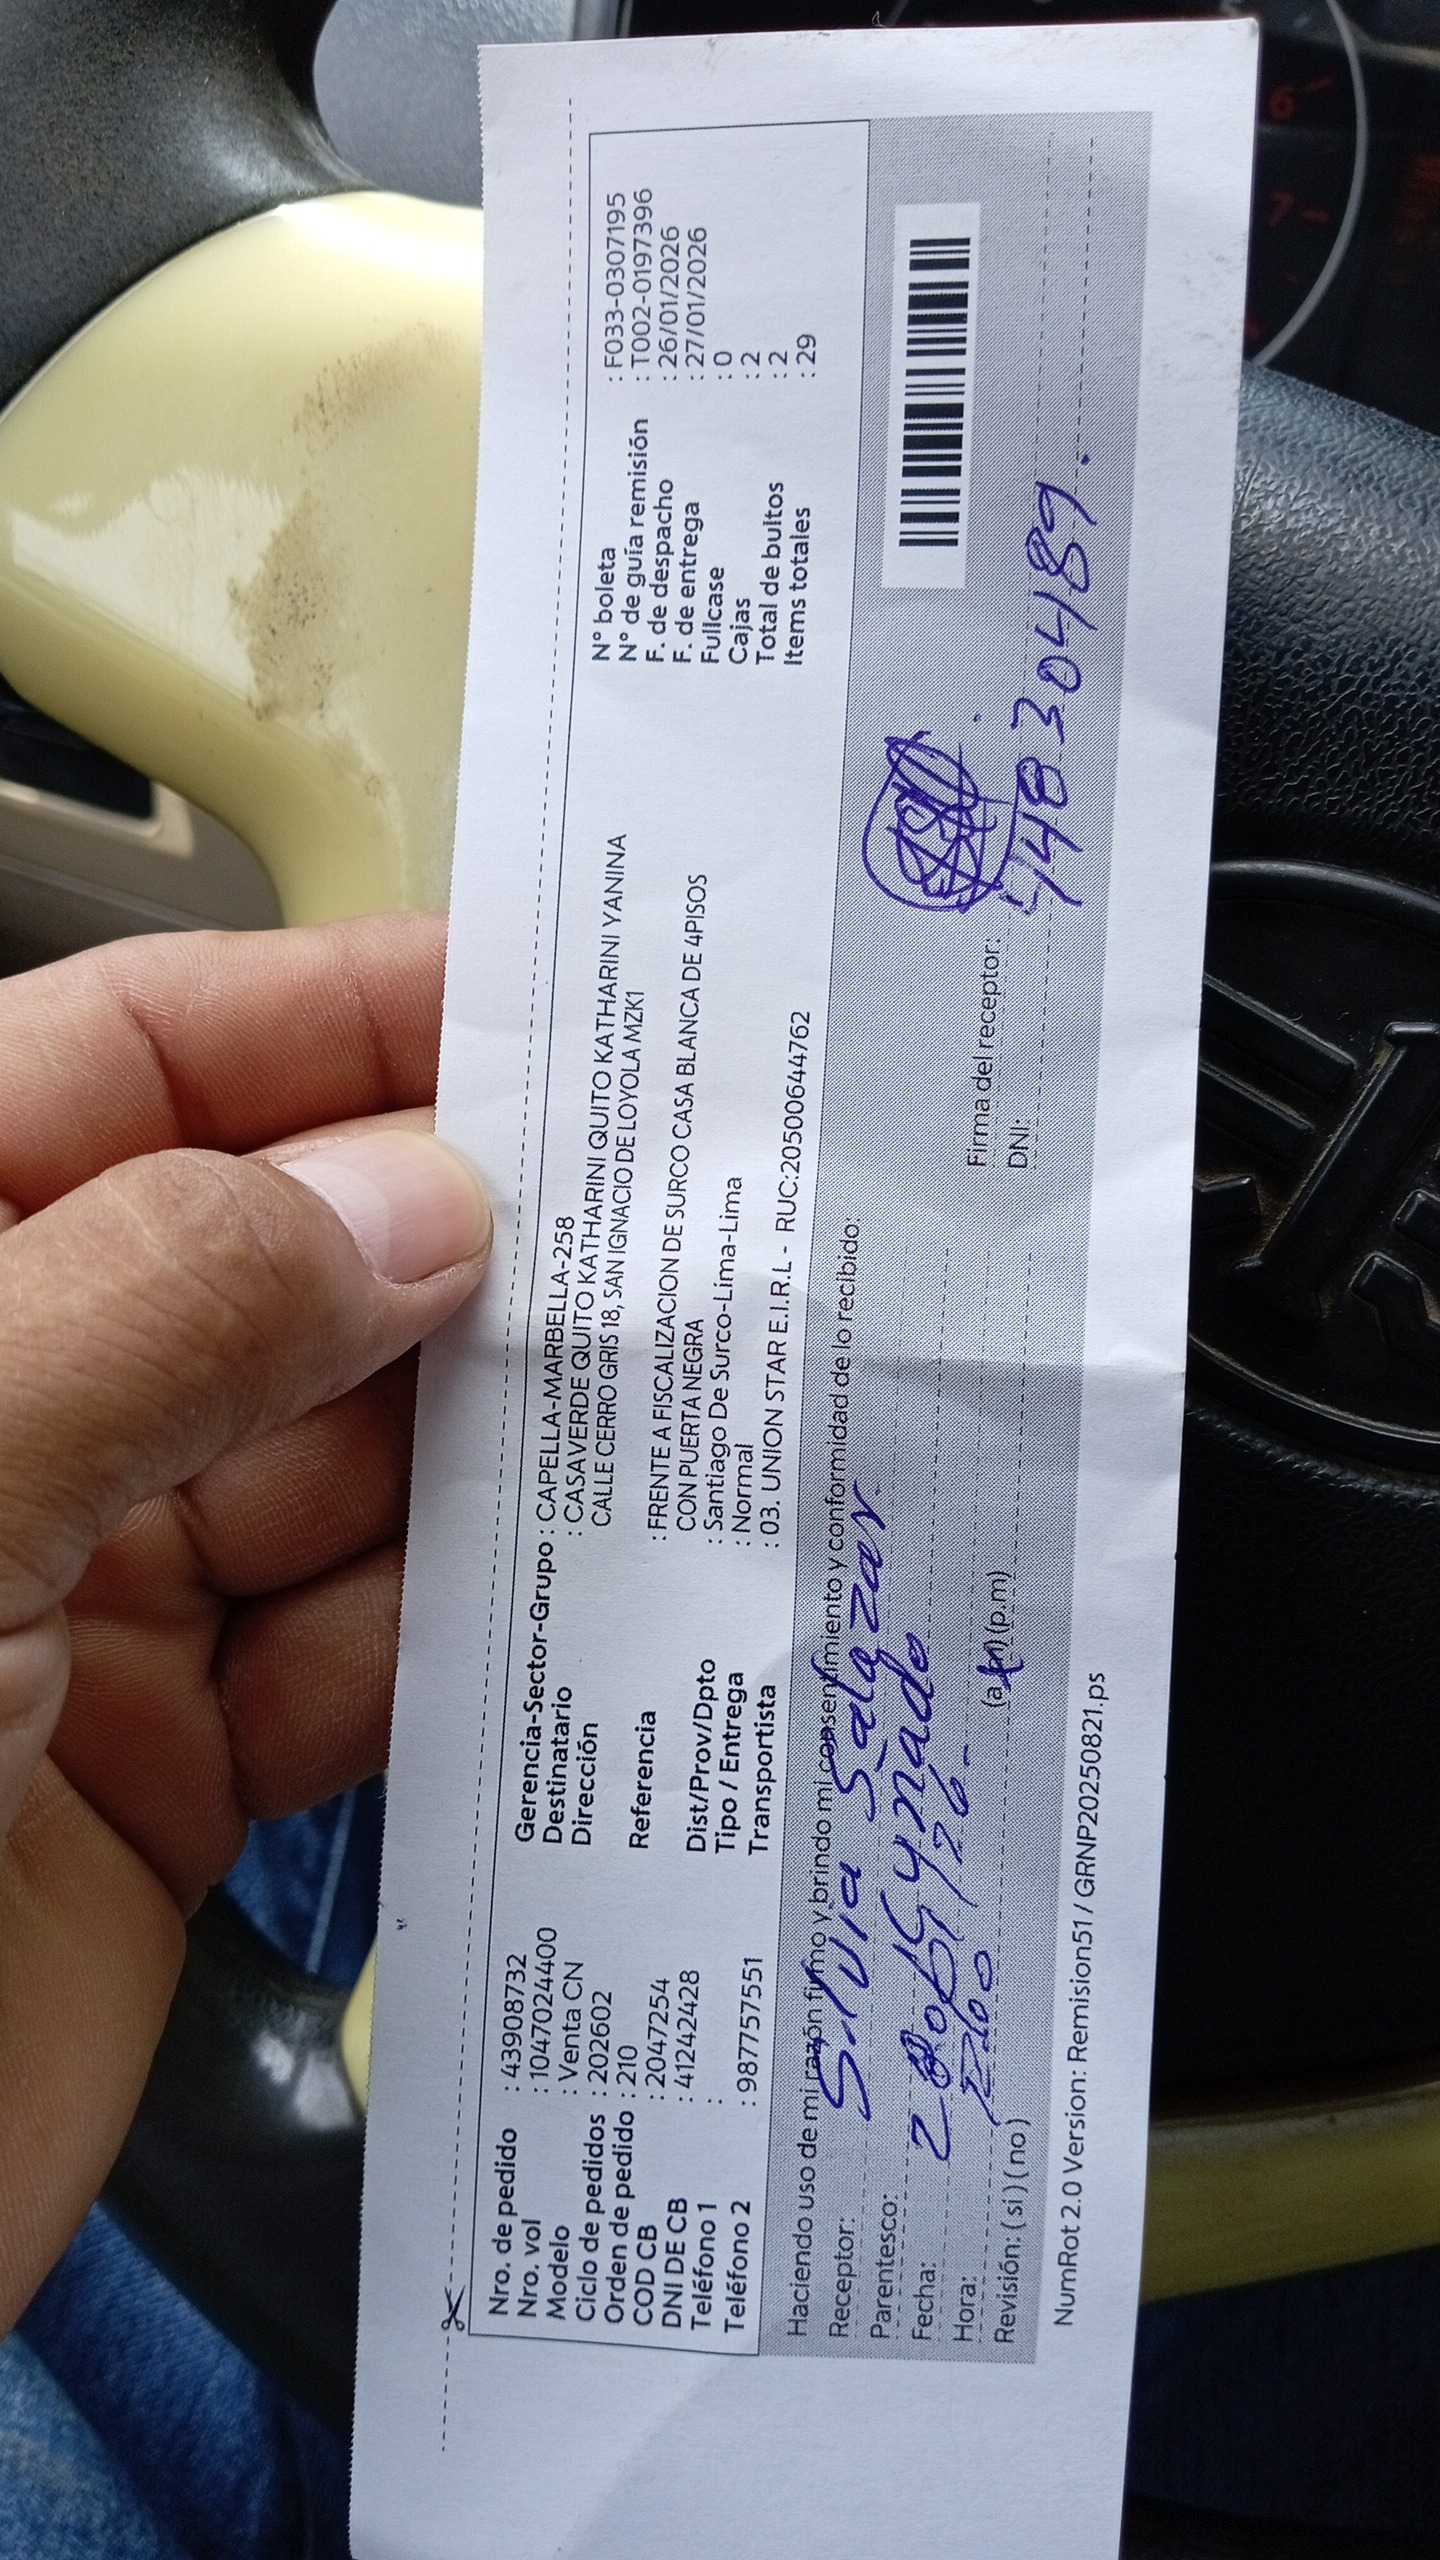 Nro. de pedido : 43908732
Nro. vol : 1047024400
Modelo : Venta CN
Ciclo de pedidos : 202602
Orden de pedido : 210
COD CB : 2047254
DNI DE CB : 41242428
Teléfono 1 :
Teléfono 2 : 987757551
Gerencia-Sector-Grupo : CAPELLA-MARBELLA-258
Destinatario : CASAVERDE QUITO KATHARINI QUITO KATHARINI YANINA
Dirección CALLE CERRO GRIS 18, SAN IGNACIO DE LOYOLA MZK1
Referencia : FRENTE A FISCALIZACION DE SURCO CASA BLANCA DE 4PISOS
CON PUERTA NEGRA
Dist/Prov/Dpto : Santiago De Surco-Lima-Lima
Tipo / Entrega : Normal
Transportista : 03. UNION STAR E.I.R.L - RUC:20500644762
N° boleta : F033-0307195
N° de guía remisión : T002-0197396
F. de despacho : 26/01/2026
F. de entrega : 27/01/2026
Fullcase : 0
Cajas : 2
Total de bultos : 2
Items totales : 29
Haciendo uso de mi razón firmo y brindo mi consentimiento y conformidad de lo recibido:
Receptor: Silvia Salazar
Parentesco:
Fecha:
Hora: (a.m) (p.m)
Revisión: ( si ) ( no )
Firma del receptor:
DNI: 74830489.
NumRot 2.0 Version: Remision51 / GRNP20250821.ps
6
7